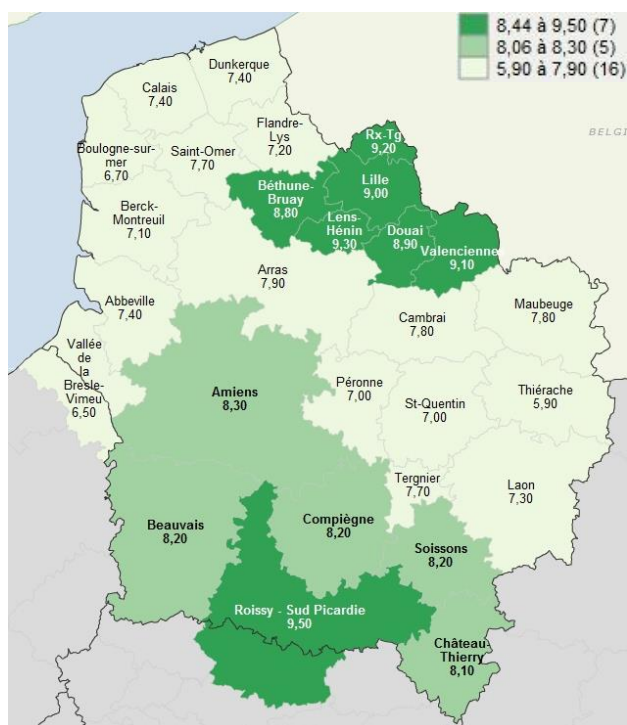 8,44 à 9,50 (7)
8,06 à 8,30 (5)
5,90 à 7,90 (16)
BELGI
Dunkerque
7,40
Calais
7,40
Flandre-
Lys
7,20
Rx-Tg
9,20
Boulogne-sur-
mer
6,70
Saint-Omer
7,70
Béthune-
Bruay
8,80
Lille
9,00
Berck-
Montreuil
7,10
Lens-
Hénin
9,30
Douai
8,90
Valencienne
9,10
Arras
7,90
Abbeville
7,40
Cambrai
7,80
Maubeuge
7,80
Vallée
de
la
Bresle-
Vimeu
6,50
Amiens
8,30
Péronne
7,00
St-Quentin
7,00
Thiérache
5,90
Tergnier
7,70
Laon
7,30
Beauvais
8,20
Compiègne
8,20
Soissons
8,20
Roissy - Sud Picardie
9,50
Château-
Thierry
8,10